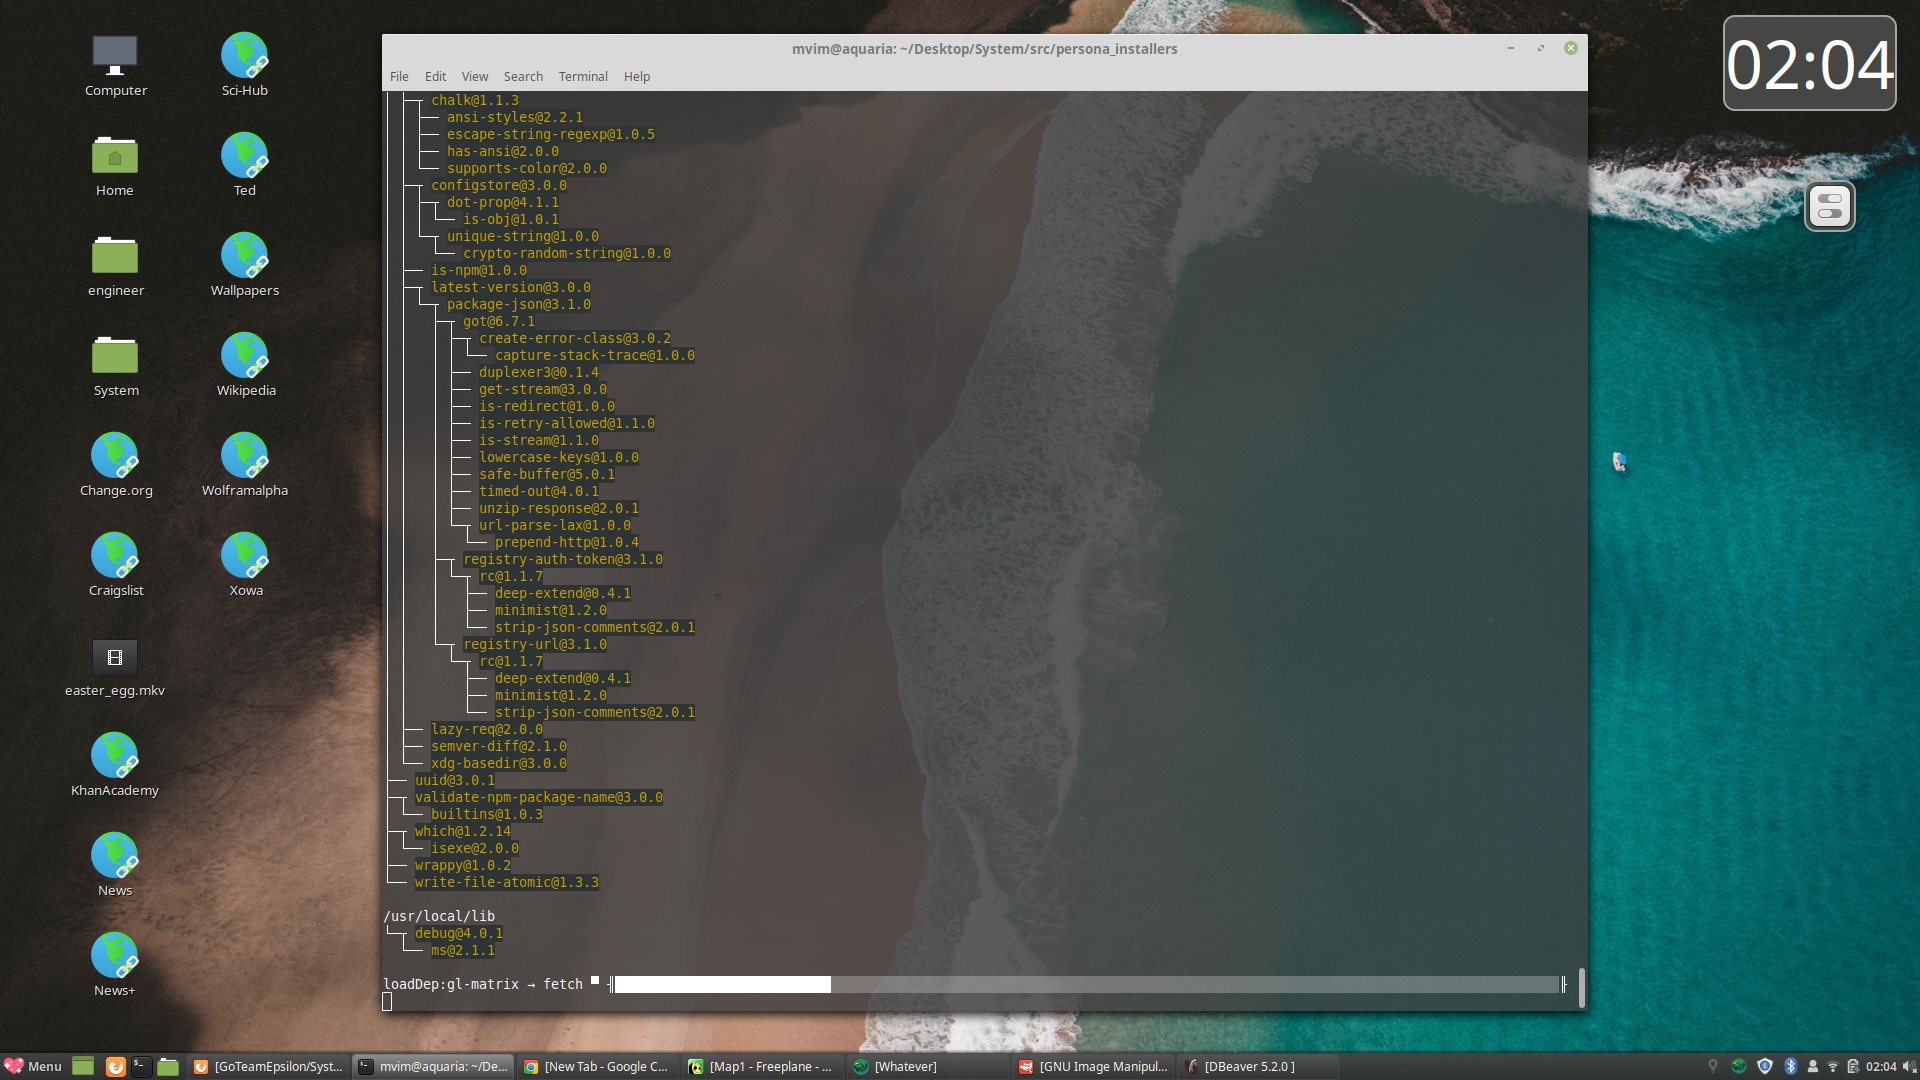 mvim@aquaria: ~/Desktop/System/src/persona_installers
File Edit View Search Terminal Help
chalk@1.1.3
ansi-styles@2.2.1
escape-string-regexp@1.0.5
has-ansi@2.0.0
supports-color@2.0.0
configstore@3.0.0
dot-prop@4.1.1
is-obj@1.0.1
unique-string@1.0.0
crypto-random-string@1.0.0
is-npm@1.0.0
latest-version@3.0.0
package-json@3.1.0
got@6.7.1
create-error-class@3.0.2
capture-stack-trace@1.0.0
duplexer3@0.1.4
get-stream@3.0.0
is-redirect@1.0.0
is-retry-allowed@1.1.0
is-stream@1.1.0
lowercase-keys@1.0.0
safe-buffer@5.0.1
timed-out@4.0.1
unzip-response@2.0.1
url-parse-lax@1.0.0
prepend-http@1.0.4
registry-auth-token@3.1.0
rc@1.1.7
deep-extend@0.4.1
minimist@1.2.0
strip-json-comments@2.0.1
registry-url@3.1.0
rc@1.1.7
deep-extend@0.4.1
minimist@1.2.0
strip-json-comments@2.0.1
lazy-req@2.0.0
semver-diff@2.1.0
xdg-basedir@3.0.0
uuid@3.0.1
validate-npm-package-name@3.0.0
builtins@1.0.3
which@1.2.14
isexe@2.0.0
wrappy@1.0.2
write-file-atomic@1.3.3
/usr/local/lib
debug@4.0.1
ms@2.1.1
loadDep:gl-matrix → fetch
Computer
Sci-Hub
Home
Ted
engineer
Wallpapers
System
Wikipedia
Change.org
Wolframalpha
Craigslist
Xowa
easter_egg.mkv
KhanAcademy
News
News+
02:04
Menu
[GoTeamEpsilon/Syst...
mvim@aquaria: ~/De...
[New Tab - Google C...
[Map1 - Freeplane - ...
[Whatever]
[GNU Image Manipul...
[DBeaver 5.2.0 ]
02:04